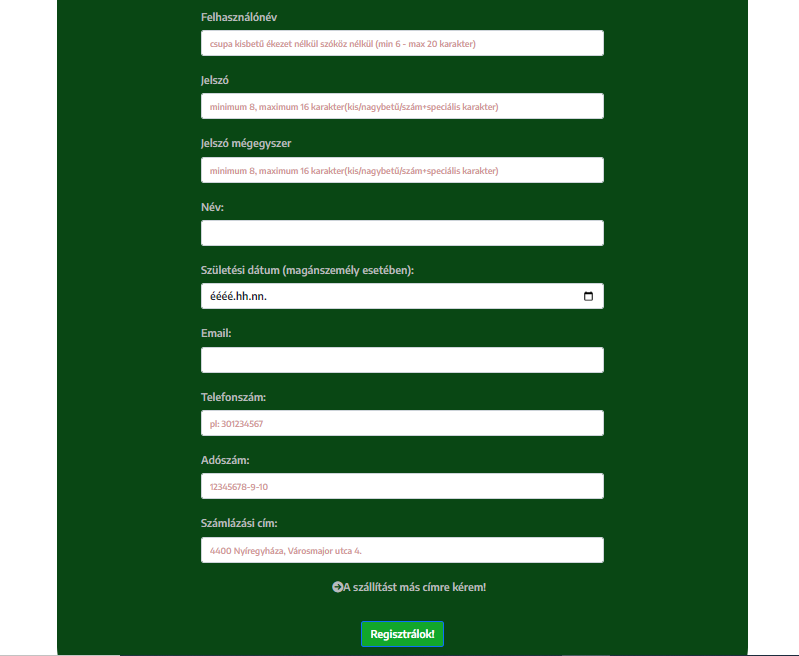 Felhasználónév
csupa kisbetű ékezet nélkül szóköz nélkül (min 6 - max 20 karakter)
Jelszó
minimum 8, maximum 16 karakter(kis/nagybetű/szám+speciális karakter)
Jelszó mégegyszer
minimum 8, maximum 16 karakter(kis/nagybetű/szám+speciális karakter)
Név:
Születési dátum (magánszemély esetében):
éééé.hh.nn.
Email:
Telefonszám:
pl: 301234567
Adószám:
12345678-9-10
Számlázási cím:
4400 Nyíregyháza, Városmajor utca 4.
A szállítást más címre kérem!
Regisztrálok!